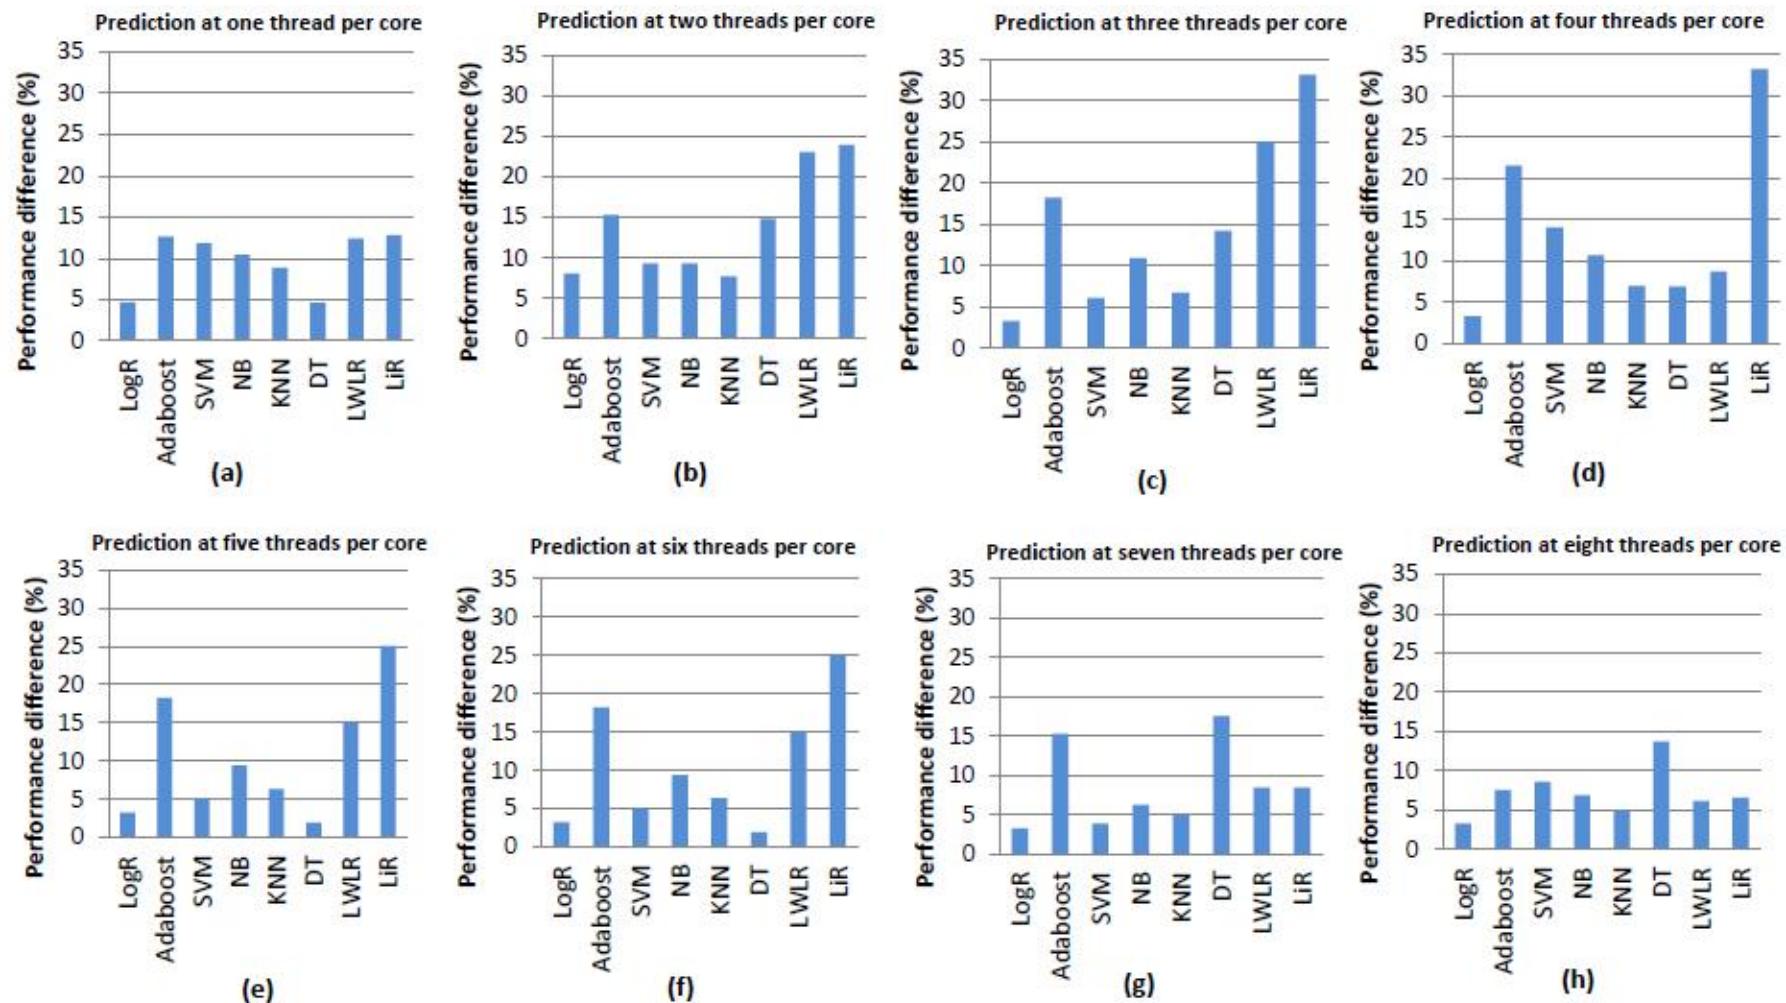 Prediction at one thread per core
Performance difference (%)
35
30
25
20
15
10
5
0
LogR
Adaboost
SVM
NB
KNN
DT
LWLR
LiR
(a)
Prediction at two threads per core
Performance difference (%)
35
30
25
20
15
10
5
0
LogR
Adaboost
SVM
NB
KNN
DT
LWLR
LiR
(b)
Prediction at three threads per core
Performance difference (%)
35
30
25
20
15
10
5
0
LogR
Adaboost
SVM
NB
KNN
DT
LWLR
LiR
(c)
Prediction at four threads per core
Performance difference (%)
35
30
25
20
15
10
5
0
LogR
Adaboost
SVM
NB
KNN
DT
LWLR
LiR
(d)
Prediction at five threads per core
Performance difference (%)
35
30
25
20
15
10
5
0
LogR
Adaboost
SVM
NB
KNN
DT
LWLR
LiR
(e)
Prediction at six threads per core
Performance difference (%)
35
30
25
20
15
10
5
0
LogR
Adaboost
SVM
NB
KNN
DT
LWLR
LiR
(f)
Prediction at seven threads per core
Performance difference (%)
35
30
25
20
15
10
5
0
LogR
Adaboost
SVM
NB
KNN
DT
LWLR
LiR
(g)
Prediction at eight threads per core
Performance difference (%)
35
30
25
20
15
10
5
0
LogR
Adaboost
SVM
NB
KNN
DT
LWLR
LiR
(h)